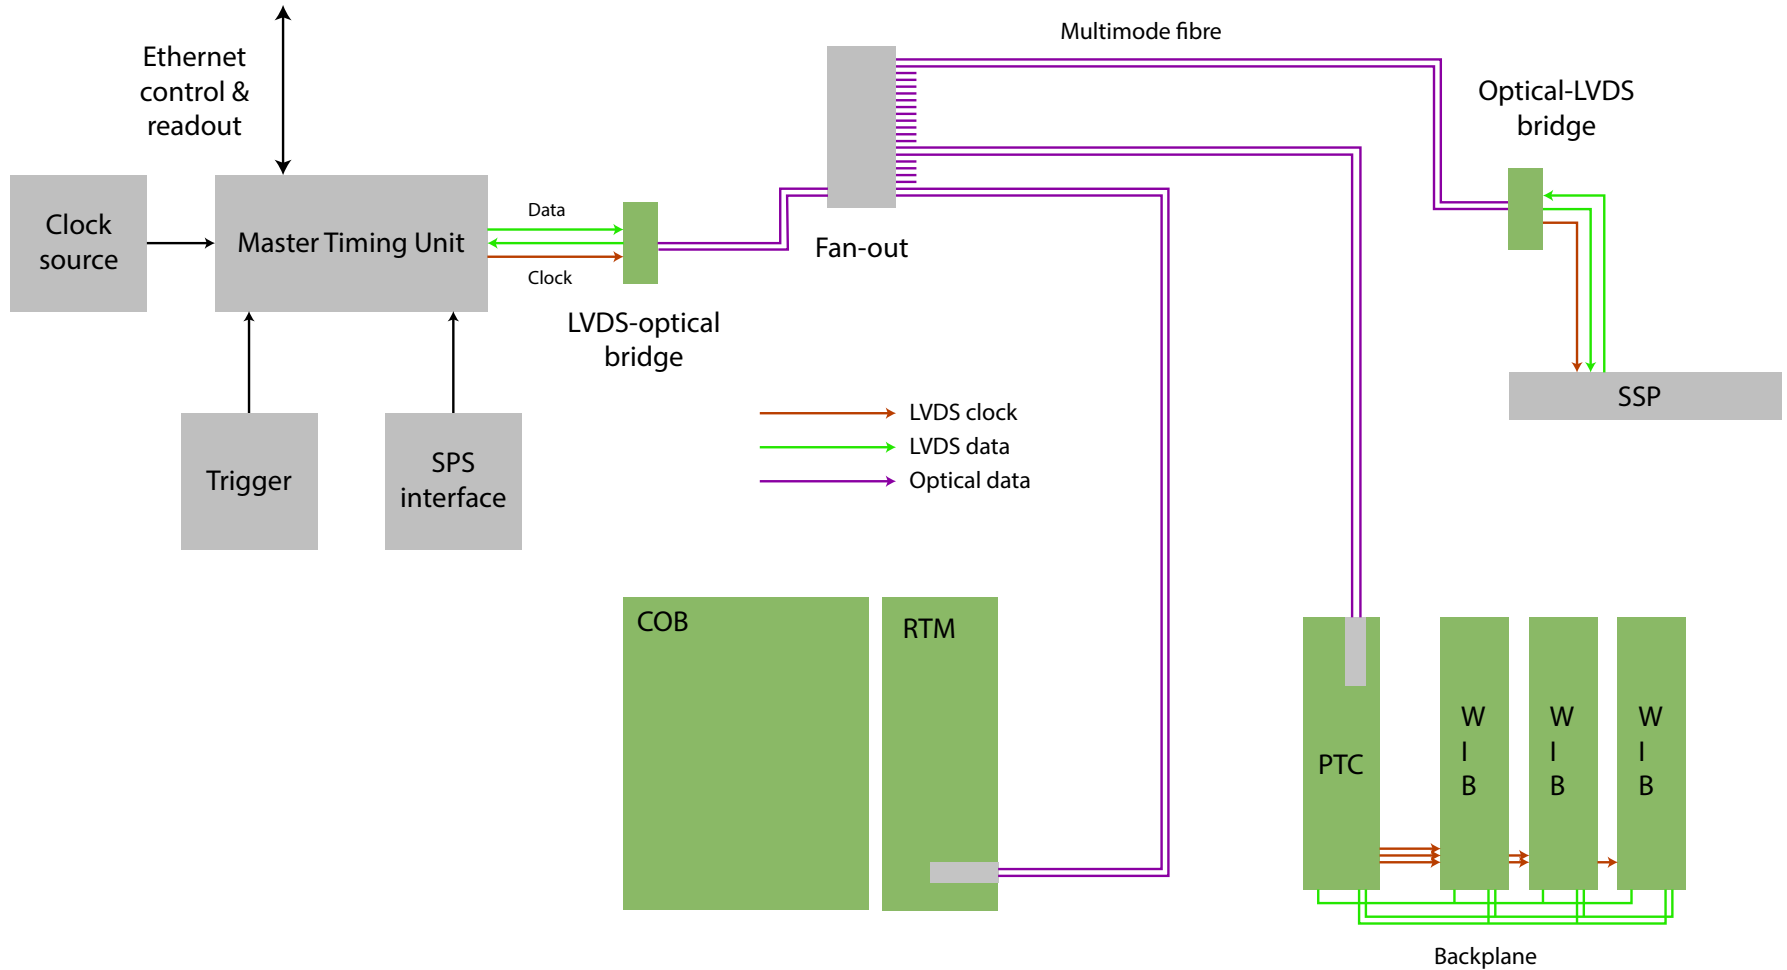 Multimode fibre
Ethernet
control &
readout
Optical-LVDS
bridge
Clock
source
Master Timing Unit
Data
Clock
Fan-out
LVDS-optical
bridge
SSP
LVDS clock
LVDS data
Optical data
Trigger
SPS
interface
COB
RTM
PTC
W
I
B
W
I
B
W
I
B
Backplane